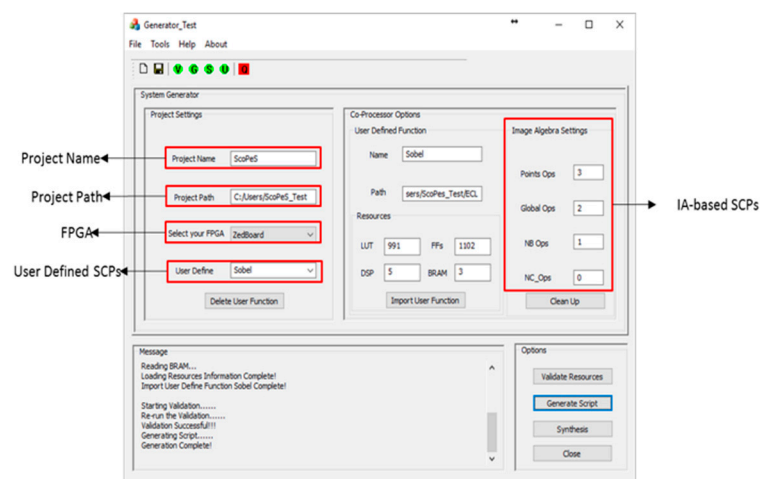 Generator_Test
File Tools Help About
V G S U Q
System Generator
Project Settings
Project Name
Project Name ScoPeS
Project Path
Project Path C:/Users/ScoPeS_Test
FPGA
Select your FPGA ZedBoard
User Defined SCPs
User Define Sobel
Delete User Function
Co-Processor Options
User Defined Function
Name Sobel
Path sers/ScoPes_Test/ECL
Resources
LUT 991 FFs 1102
DSP 5 BRAM 3
Import User Function
Image Algebra Settings
Points Ops 3
Global Ops 2
NB Ops 1
NC_Ops 0
Clean Up
IA-based SCPs
Message
Reading BRAM...
Loading Resources Information Complete!
Import User Define Function Sobel Complete!
Starting Validation......
Re-run the Validation......
Validation Successful!!!
Generating Script......
Generation Complete!
Options
Validate Resources
Generate Script
Synthesis
Close